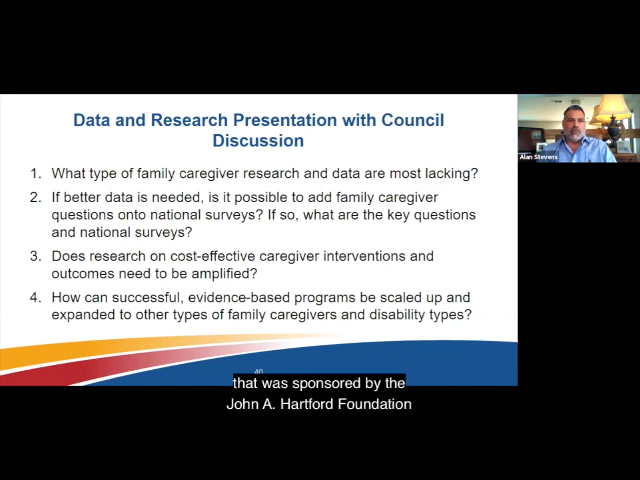 Data and Research Presentation with Council
Discussion
1. What type of family caregiver research and data are most lacking?
2. If better data is needed, is it possible to add family caregiver
questions onto national surveys? If so, what are the key questions
and national surveys?
3. Does research on cost-effective caregiver interventions and
outcomes need to be amplified?
4. How can successful, evidence-based programs be scaled up and
expanded to other types of family caregivers and disability types?
Alan Stevens
40
that was sponsored by the
John A. Hartford Foundation